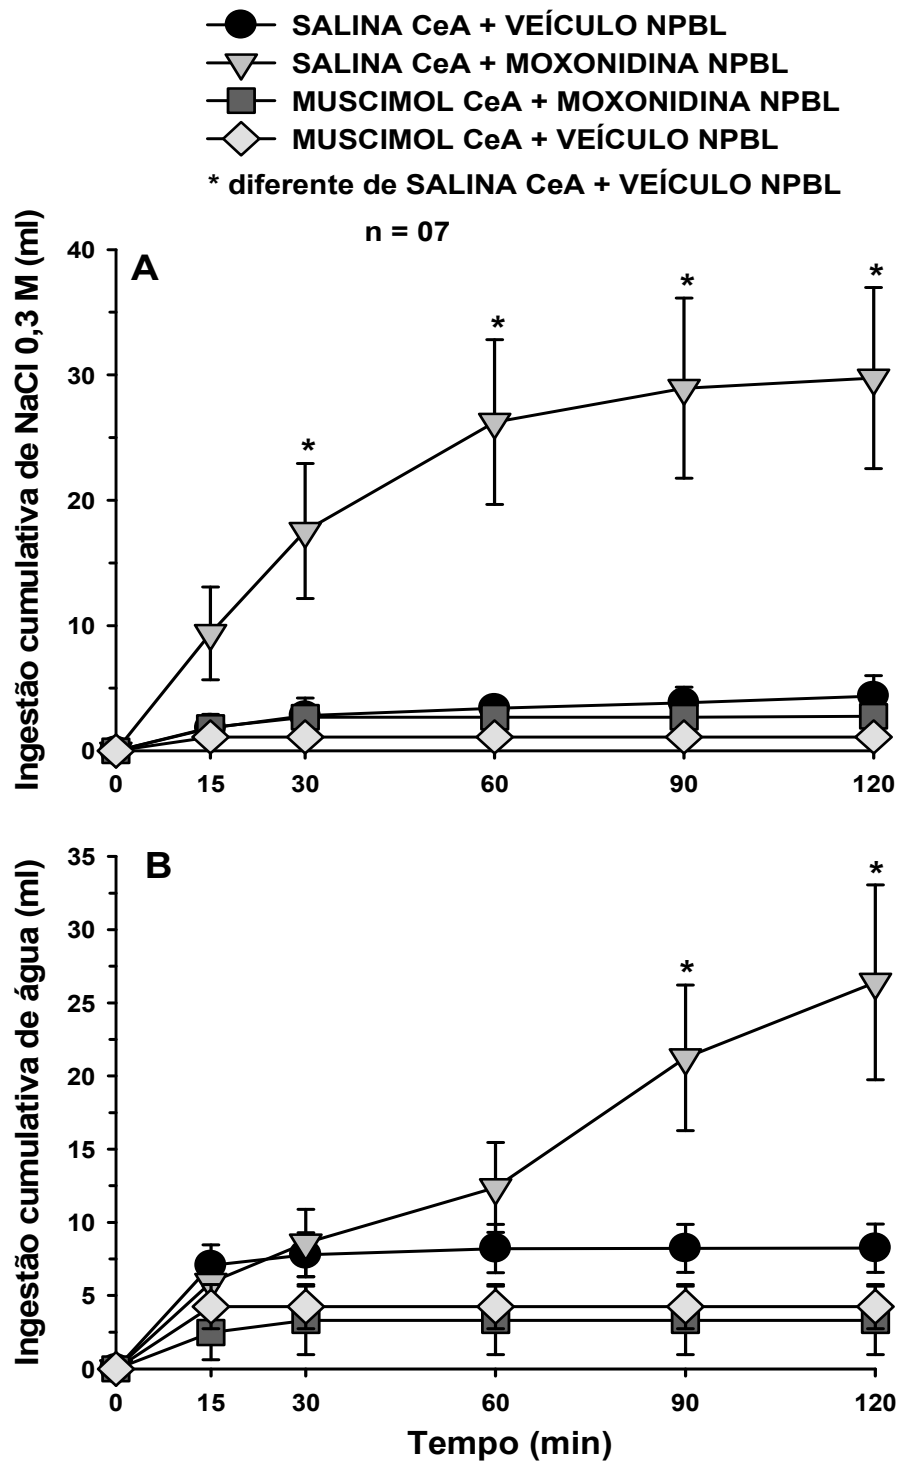 SALINA CeA + VEÍCULO NPBL
SALINA CeA + MOXONIDINA NPBL
MUSCIMOL CeA + MOXONIDINA NPBL
MUSCIMOL CeA + VEÍCULO NPBL
* diferente de SALINA CeA + VEÍCULO NPBL
n = 07
A
Ingestão cumulativa de NaCl 0,3 M (ml)
40
30
20
10
0
* * * *
0 15 30 60 90 120
B
Ingestão cumulativa de água (ml)
35
30
25
20
15
10
5
0
* *
0 15 30 60 90 120
Tempo (min)